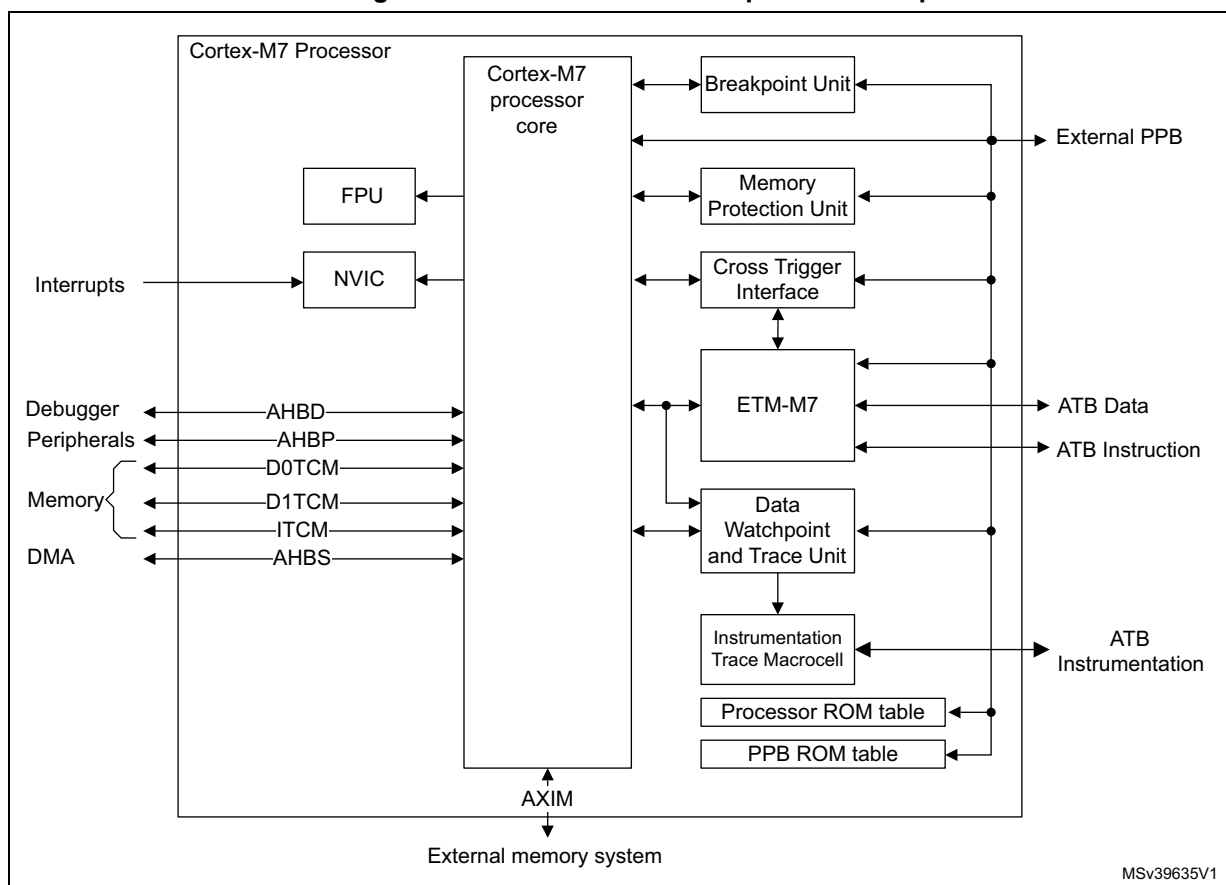 Cortex-M7 Processor
Cortex-M7
processor
core
Breakpoint Unit
External PPB
FPU
Memory
Protection Unit
Interrupts
NVIC
Cross Trigger
Interface
ETM-M7
Debugger
AHBD
ATB Data
Peripherals
AHBP
ATB Instruction
Memory
D0TCM
D1TCM
ITCM
Data
Watchpoint
and Trace Unit
DMA
AHBS
Instrumentation
Trace Macrocell
ATB
Instrumentation
Processor ROM table
PPB ROM table
AXIM
External memory system
MSv39635V1